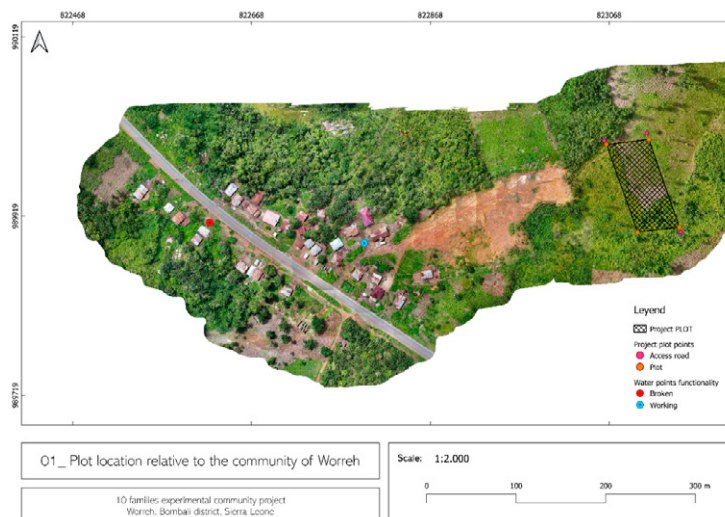 822468 822668 822868 823068
990119
989919
989719
Leyend
Project PLOT
Project plot points
Access road
Plot
Water points functionality
Broken
Working
01_ Plot location relative to the community of Worreh
10 families experimental community project
Worreh, Bombali district, Sierra Leone
Scale: 1:2.000
0 100 200 300 m